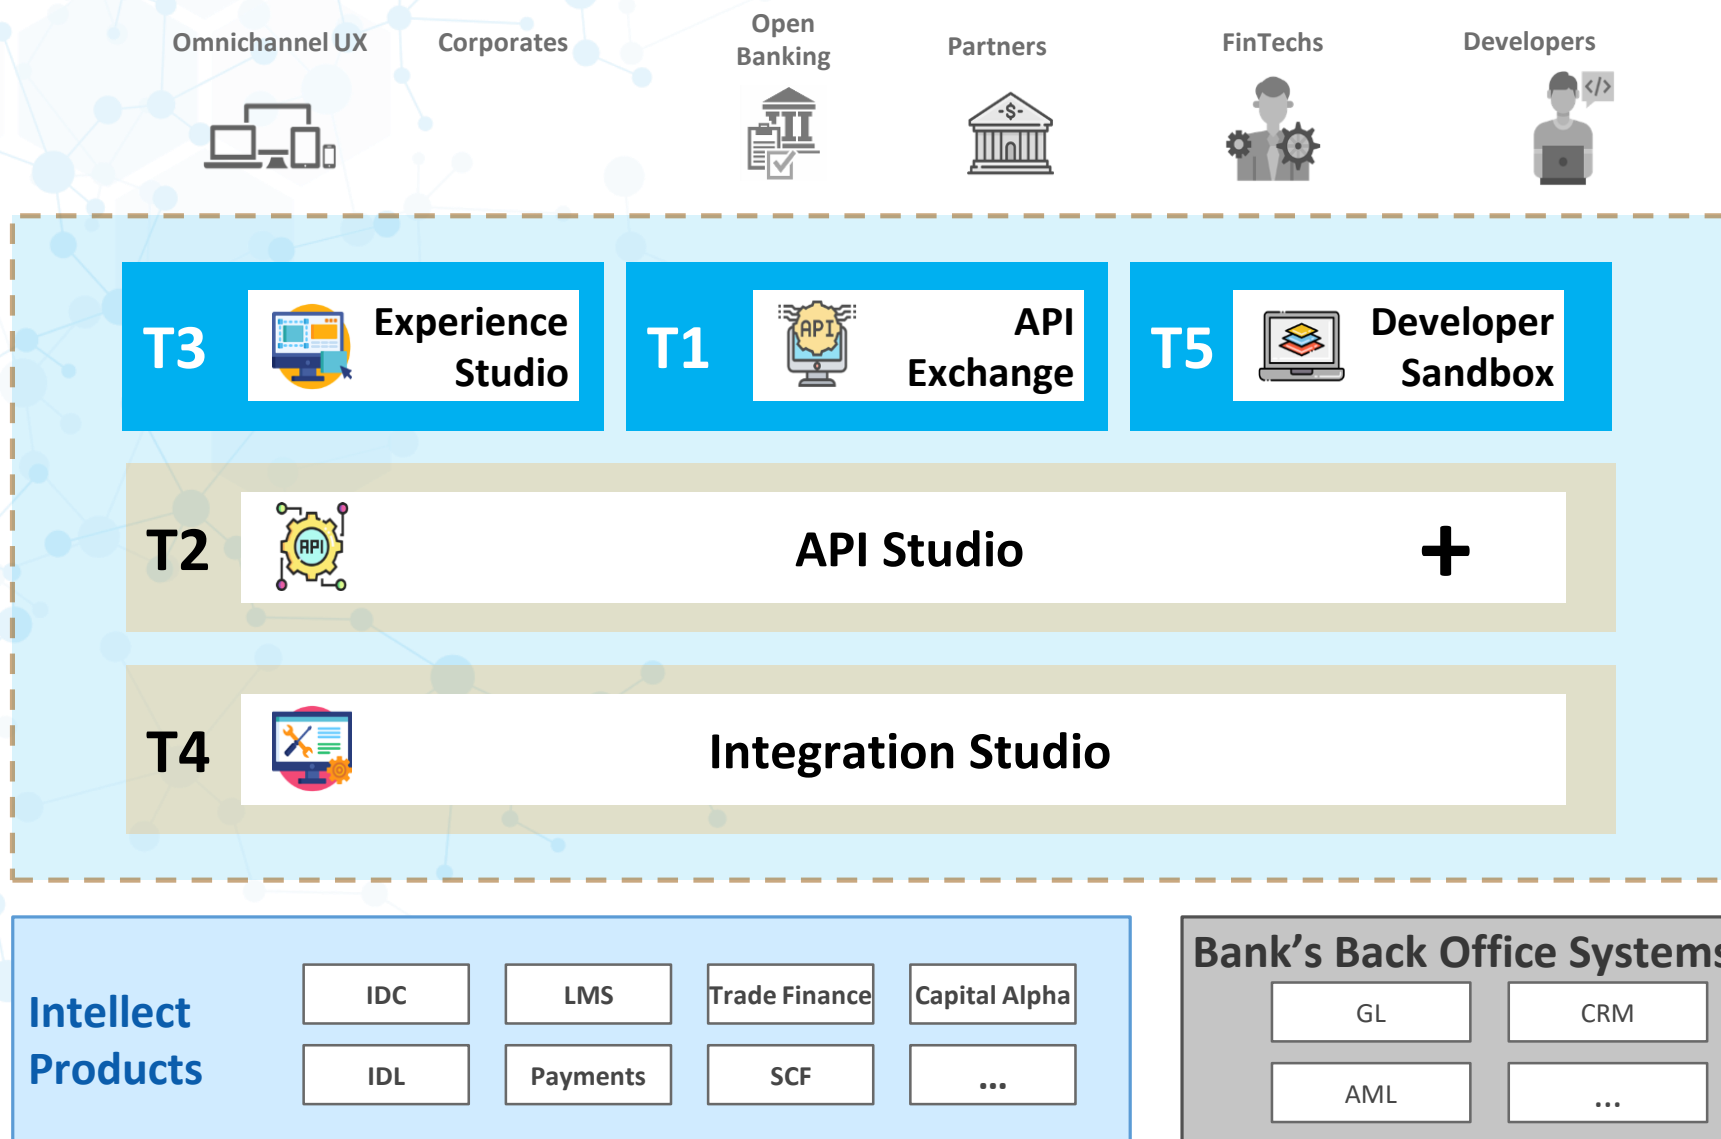 Omnichannel UX
Corporates
Open
Banking
Partners
FinTechs
Developers
</>
-$-
T3
Experience
Studio
T1
API
API
Exchange
T5
Developer
Sandbox
T2
API
API Studio
+
T4
Integration Studio
Intellect
Products
IDC
LMS
Trade Finance
Capital Alpha
IDL
Payments
SCF
...
Bank’s Back Office Systems
GL
CRM
AML
...